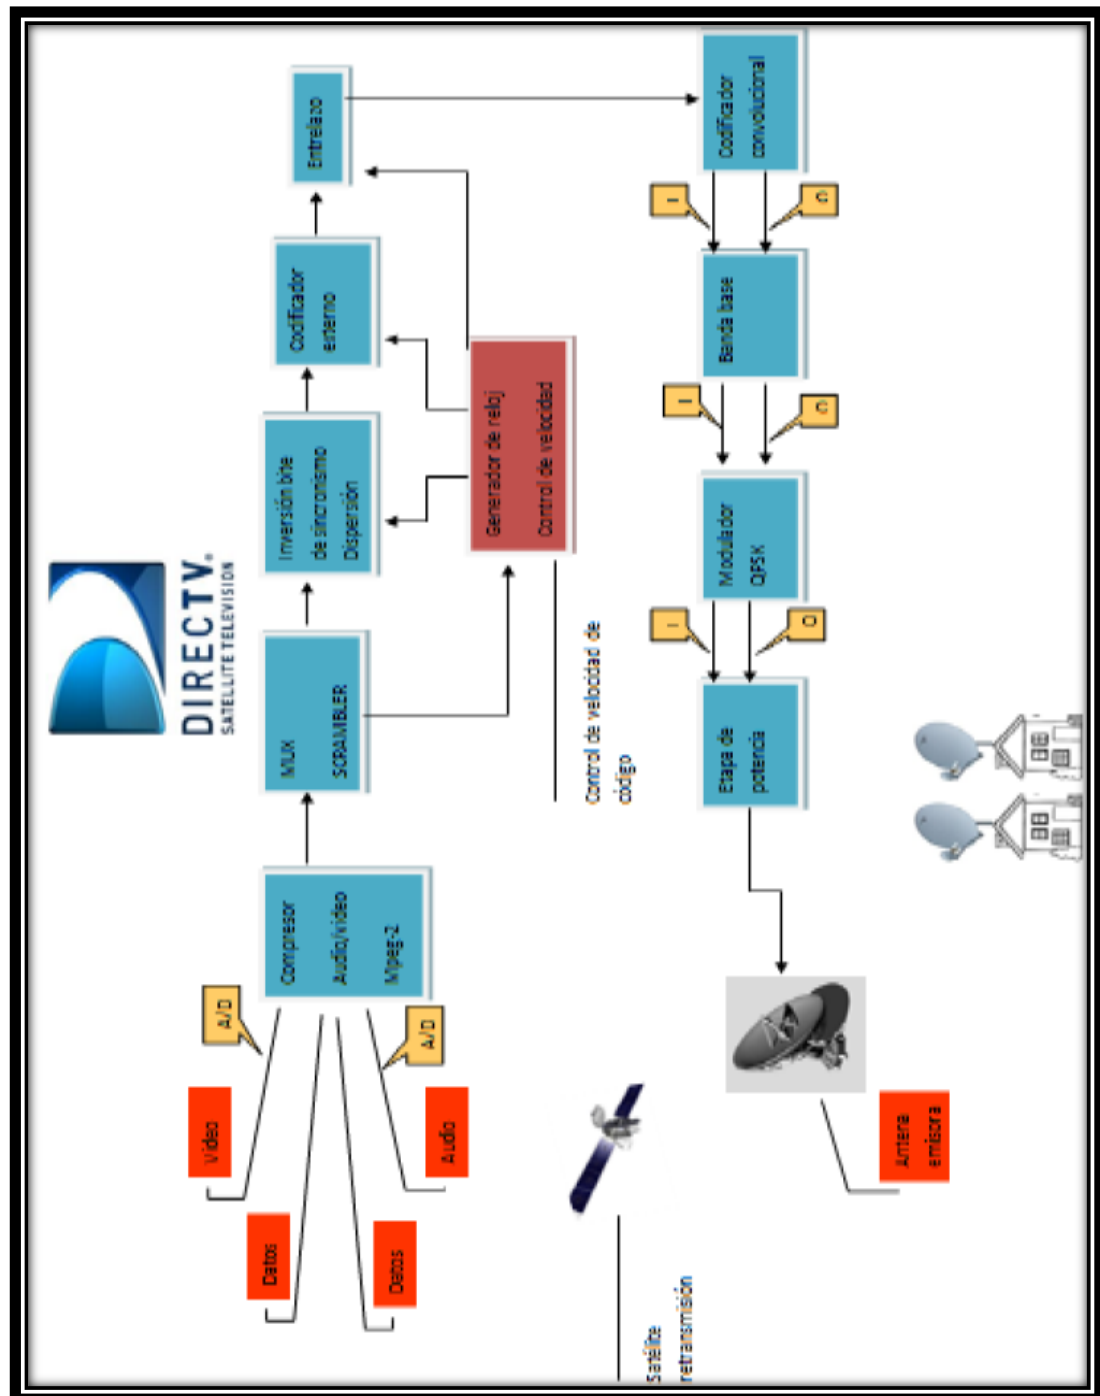 DIRECTV
SATELLITE TELEVISION
Video
Datos
Datos
Audio
A/D
A/D
Compresor
Audio/video
Mpeg-2
MUX
SCRAMBLER
Inversión bite
de sincronismo
Dispersión
Codificador
externo
Entrelazo
Generador de reloj
Control de velocidad
Control de velocidad de
código
Codificador
convolucional
I
Banda base
I
Modulador
QPSK
I
Etapa de
potencia
Antena
emisora
Satélite
retransmisión